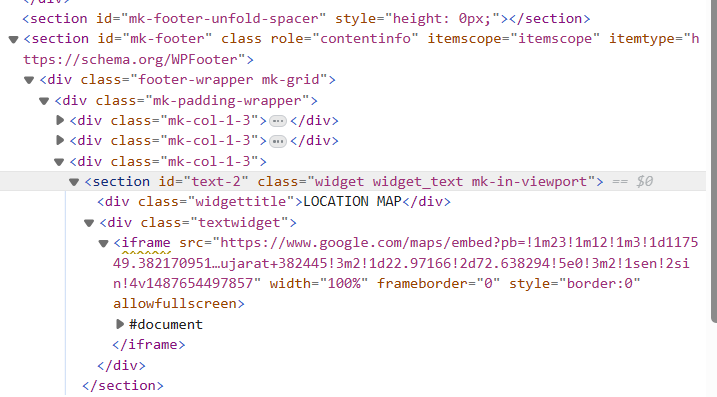 </div>
<section id="mk-footer-unfold-spacer" style="height: 0px;"></section>
<section id="mk-footer" class role="contentinfo" itemscope="itemscope" itemtype="h
ttps://schema.org/WPFooter">
<div class="footer-wrapper mk-grid">
<div class="mk-padding-wrapper">
<div class="mk-col-1-3"> ⋯ </div>
<div class="mk-col-1-3"> ⋯ </div>
<div class="mk-col-1-3">
<section id="text-2" class="widget widget_text mk-in-viewport"> == $0
<div class="widgettitle">LOCATION MAP</div>
<div class="textwidget">
<iframe src="https://www.google.com/maps/embed?pb=!1m23!1m12!1m3!1d1175
49.382170951…ujarat+382445!3m2!1d22.97166!2d72.638294!5e0!3m2!1sen!2si
n!4v1487654497857" width="100%" frameborder="0" style="border:0"
allowfullscreen>
#document
</iframe>
</div>
</section>